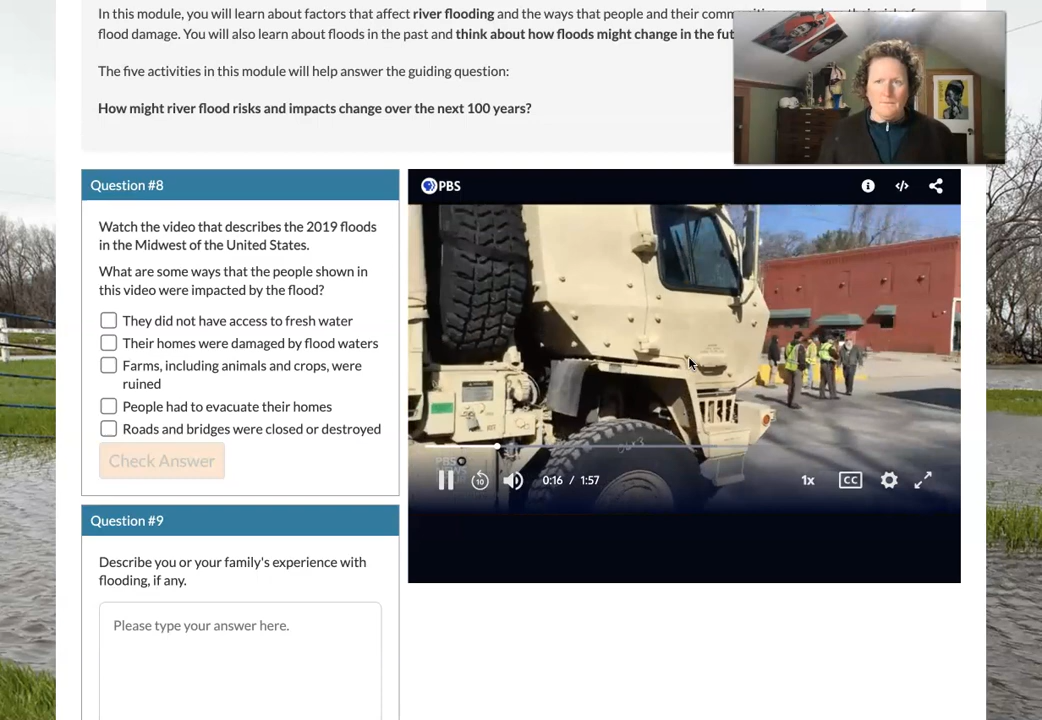 In this module, you will learn about factors that affect river flooding and the ways that people and their
flood damage. You will also learn about floods in the past and think about how floods might change in the
The five activities in this module will help answer the guiding question:
How might river flood risks and impacts change over the next 100 years?
Question #8
Watch the video that describes the 2019 floods
in the Midwest of the United States.
What are some ways that the people shown in
this video were impacted by the flood?
They did not have access to fresh water
Their homes were damaged by flood waters
Farms, including animals and crops, were
ruined
People had to evacuate their homes
Roads and bridges were closed or destroyed
Check Answer
PBS
PBS
10
0:16 / 1:57
1x
CC
Question #9
Describe you or your family's experience with
flooding, if any.
Please type your answer here.